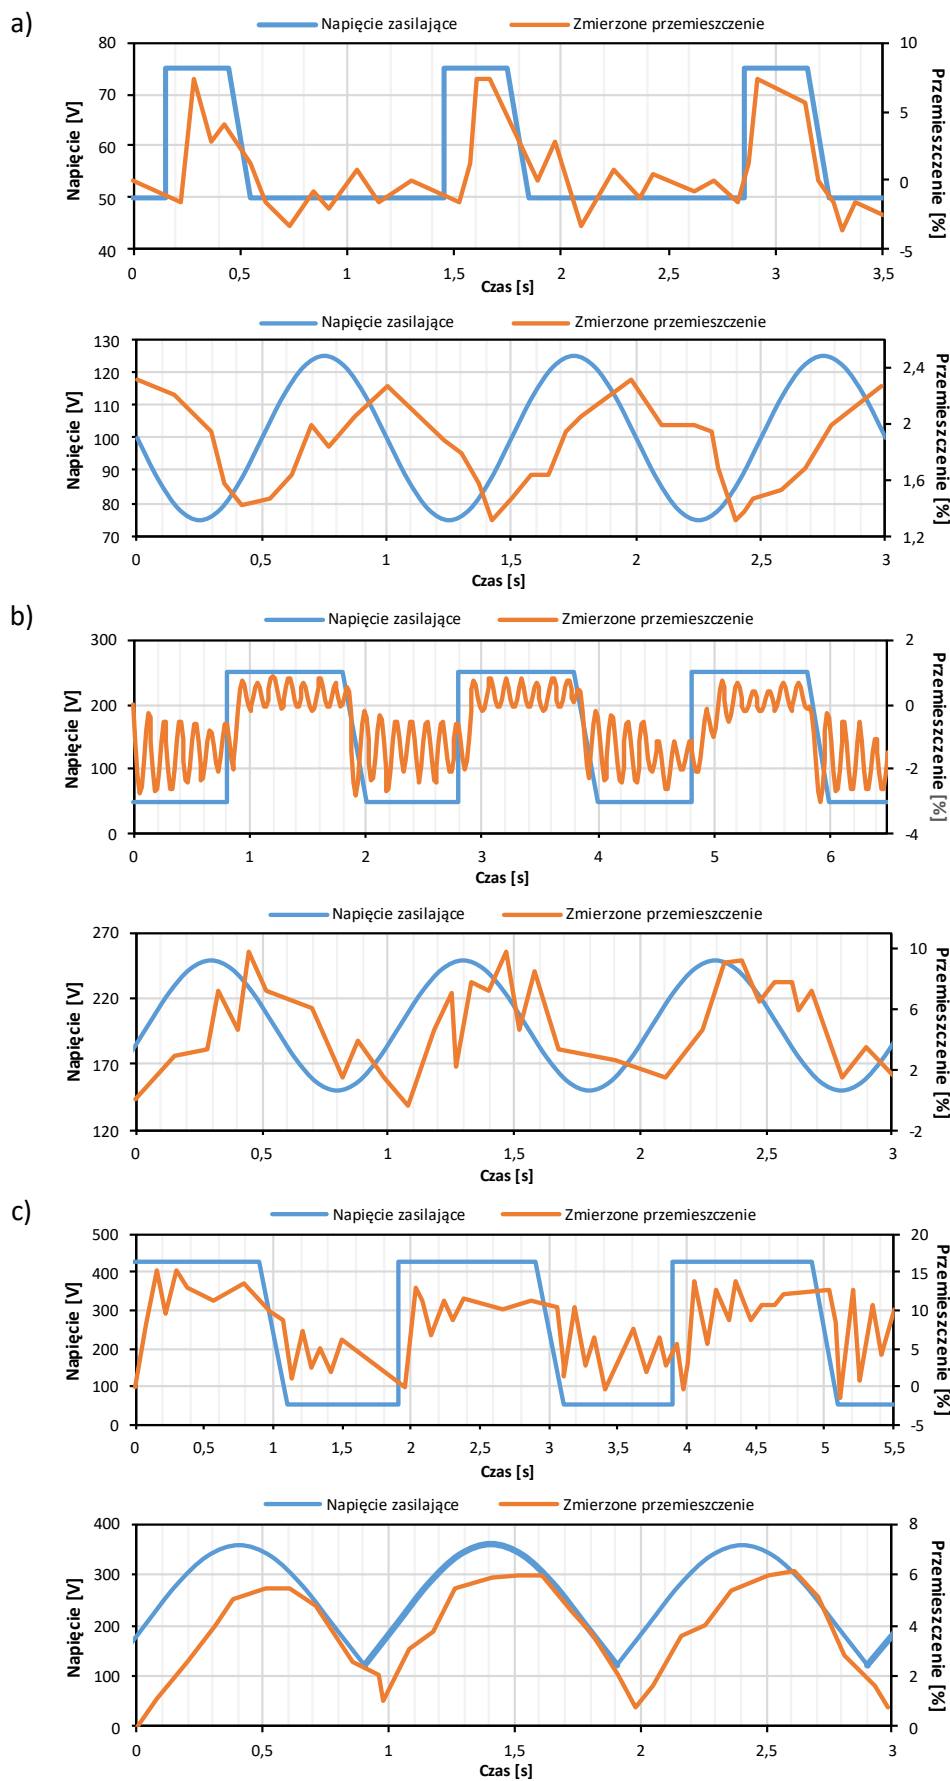 a)
Napięcie zasilające Zmierzone przemieszczenie
80 70 60 50 40
Napięcie [V]
10 5 0 -5
Przemieszczenie [%]
0 0,5 1 1,5 2 2,5 3 3,5
Czas [s]
Napięcie zasilające Zmierzone przemieszczenie
130 120 110 100 90 80 70
Napięcie [V]
2,4 2 1,6 1,2
Przemieszczenie [%]
0 0,5 1 1,5 2 2,5 3
Czas [s]
b)
Napięcie zasilające Zmierzone przemieszczenie
300 200 100 0
Napięcie [V]
2 0 -2 -4
Przemieszczenie [%]
0 1 2 3 4 5 6
Czas [s]
Napięcie zasilające Zmierzone przemieszczenie
270 220 170 120
Napięcie [V]
10 6 2 -2
Przemieszczenie [%]
0 0,5 1 1,5 2 2,5 3
Czas [s]
c)
Napięcie zasilające Zmierzone przemieszczenie
500 400 300 200 100 0
Napięcie [V]
20 15 10 5 0 -5
Przemieszczenie [%]
0 0,5 1 1,5 2 2,5 3 3,5 4 4,5 5 5,5
Czas [s]
Napięcie zasilające Zmierzone przemieszczenie
400 300 200 100 0
Napięcie [V]
8 6 4 2 0
Przemieszczenie [%]
0 0,5 1 1,5 2 2,5 3
Czas [s]